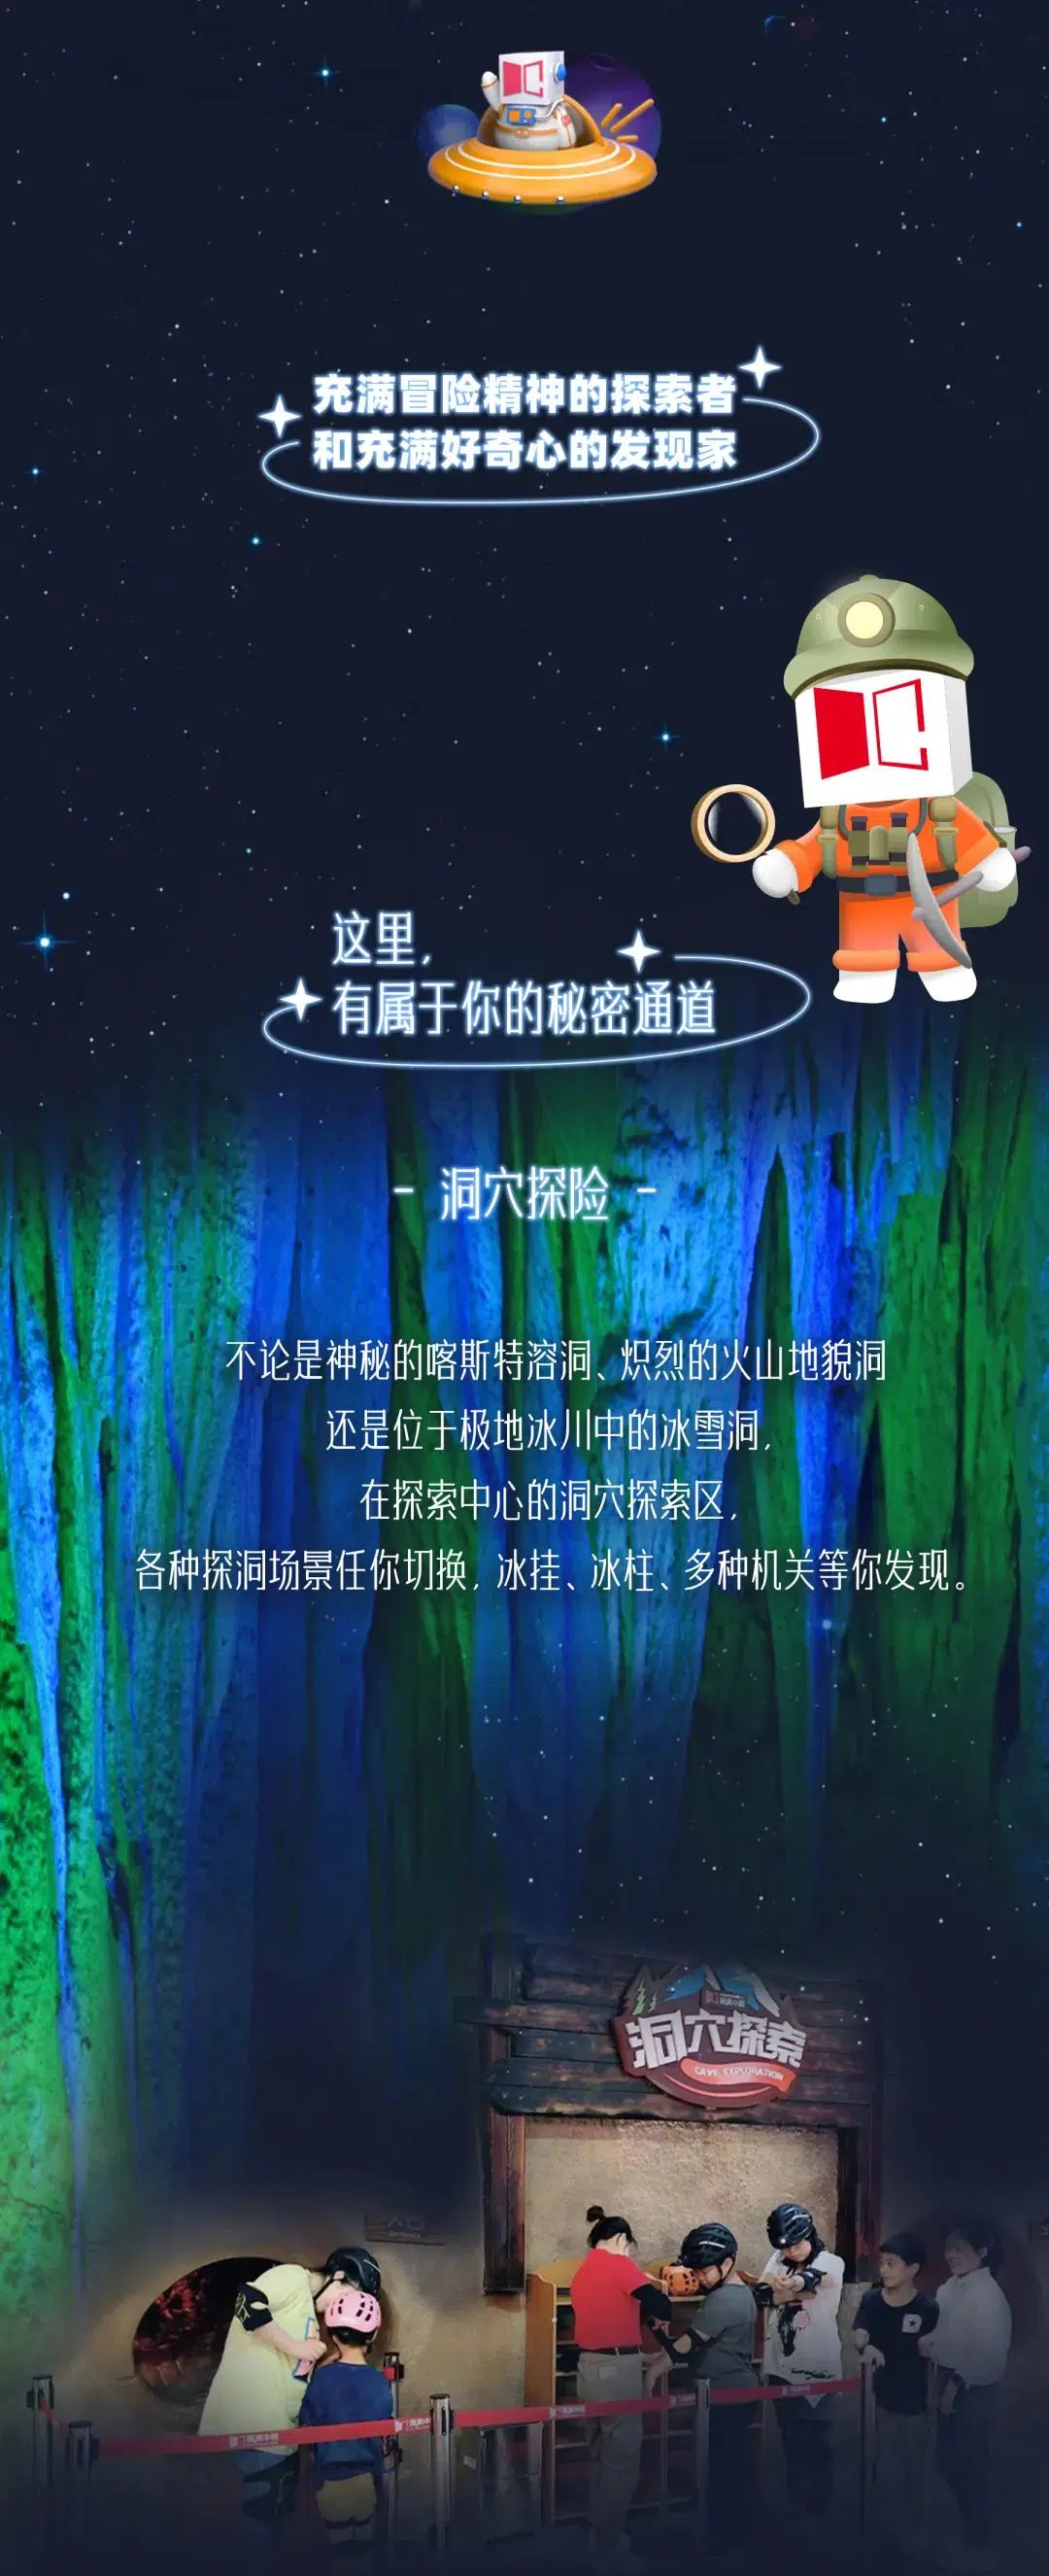 充满冒险精神的探索者
和充满好奇心的发现家
这里，
有属于你的秘密通道
- 洞穴探险 -
不论是神秘的喀斯特溶洞、炽烈的火山地貌洞
还是位于极地冰川中的冰雪洞，
在探索中心的洞穴探索区，
各种探洞场景任你切换，冰挂、冰柱、多种机关等你发现。
洞穴探索
CAVE EXPLORATION